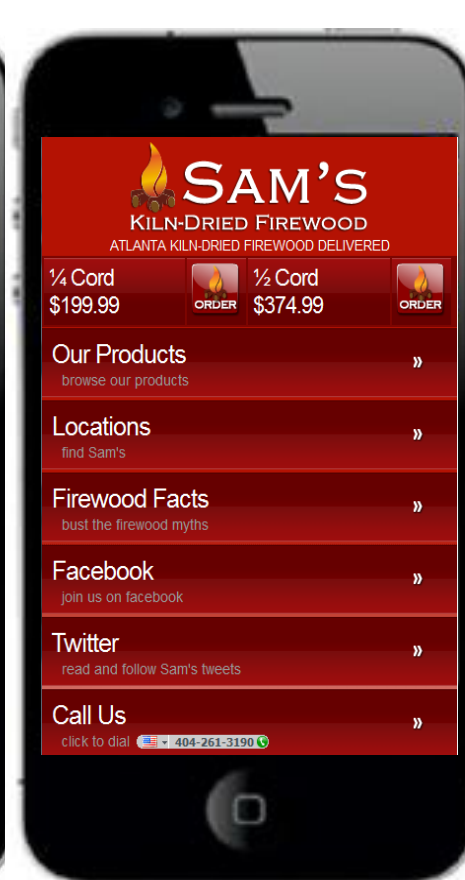 SAM'S
KILN-DRIED FIREWOOD
ATLANTA KILN-DRIED FIREWOOD DELIVERED
¼ Cord
$199.99
ORDER
½ Cord
$374.99
ORDER
Our Products »
browse our products
Locations »
find Sam's
Firewood Facts »
bust the firewood myths
Facebook »
join us on facebook
Twitter »
read and follow Sam's tweets
Call Us »
click to dial 404-261-3190